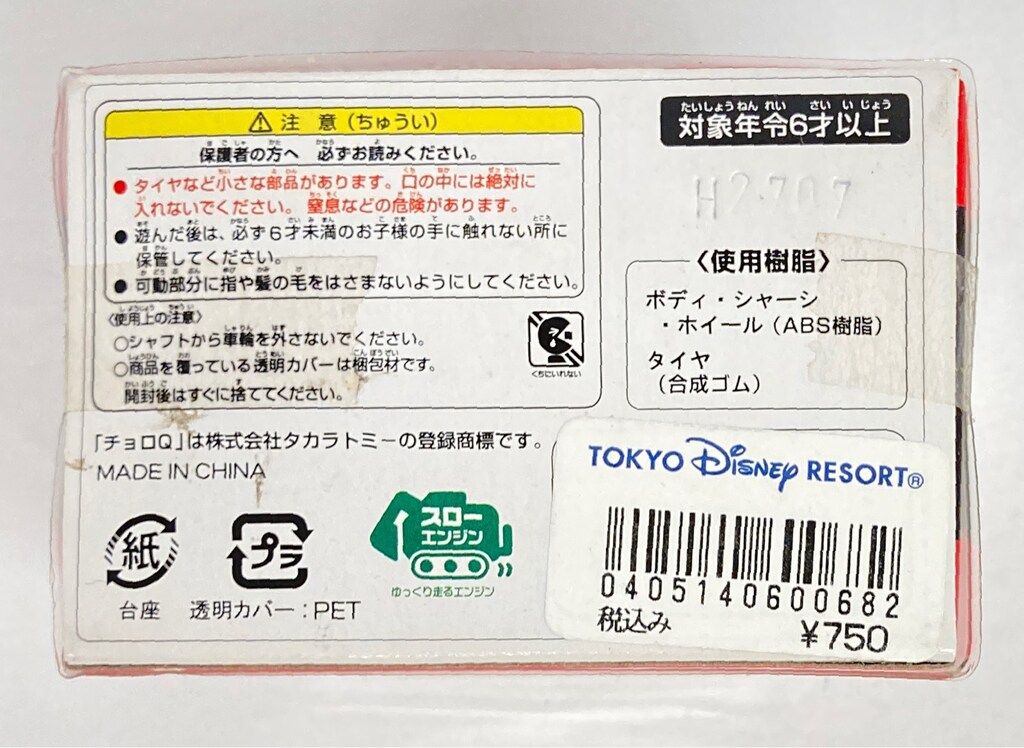 注 意（ちゅうい）
保護者の方へ 必ずお読みください。
● タイヤなど小さな部品があります。口の中には絶対に
入れないでください。窒息などの危険があります。
● 遊んだ後は、必ず6才未満のお子様の手に触れない所に
保管してください。
● 可動部分に指や髪の毛をはさまないようにしてください。
〈使用上の注意〉
○シャフトから車輪を外さないでください。
○商品を覆っている透明カバーは梱包材です。
開封後はすぐに捨ててください。
くちにいれない
たいしょうねんれい さいいじょう
対象年令6才以上
H2707
〈使用樹脂〉
ボディ・シャーシ
・ホイール（ABS樹脂）
タイヤ
（合成ゴム）
「チョロQ」は株式会社タカラトミーの登録商標です。
MADE IN CHINA
紙
台座
プラ
透明カバー：PET
スロー
エンジン
ゆっくり走るエンジン
TOKYO Disney RESORT®
0405140600682
税込み
¥750